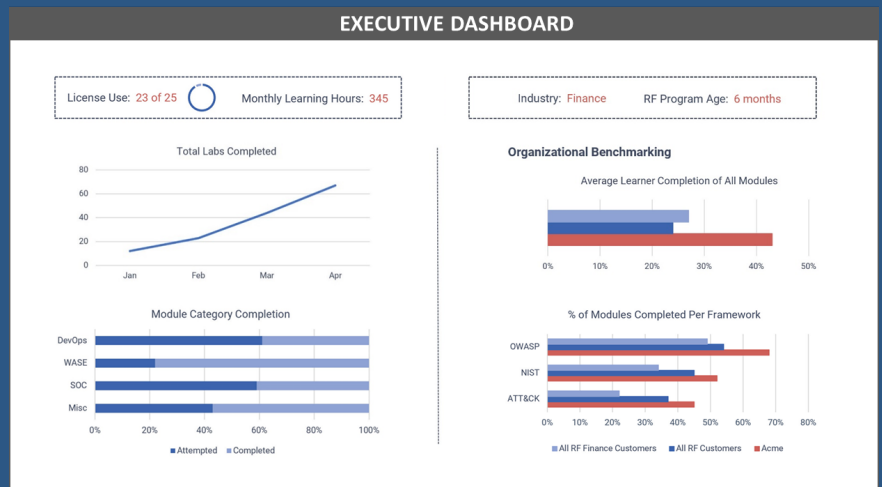 EXECUTIVE DASHBOARD
License Use: 23 of 25
Monthly Learning Hours: 345
Industry: Finance
RF Program Age: 6 months
Total Labs Completed
80
60
40
20
0
Jan Feb Mar Apr
Module Category Completion
DevOps
WASE
SOC
Misc
0% 20% 40% 60% 80% 100%
Attempted Completed
Organizational Benchmarking
Average Learner Completion of All Modules
0% 10% 20% 30% 40% 50%
% of Modules Completed Per Framework
OWASP
NIST
ATT&CK
0% 10% 20% 30% 40% 50% 60% 70% 80%
All RF Finance Customers All RF Customers Acme